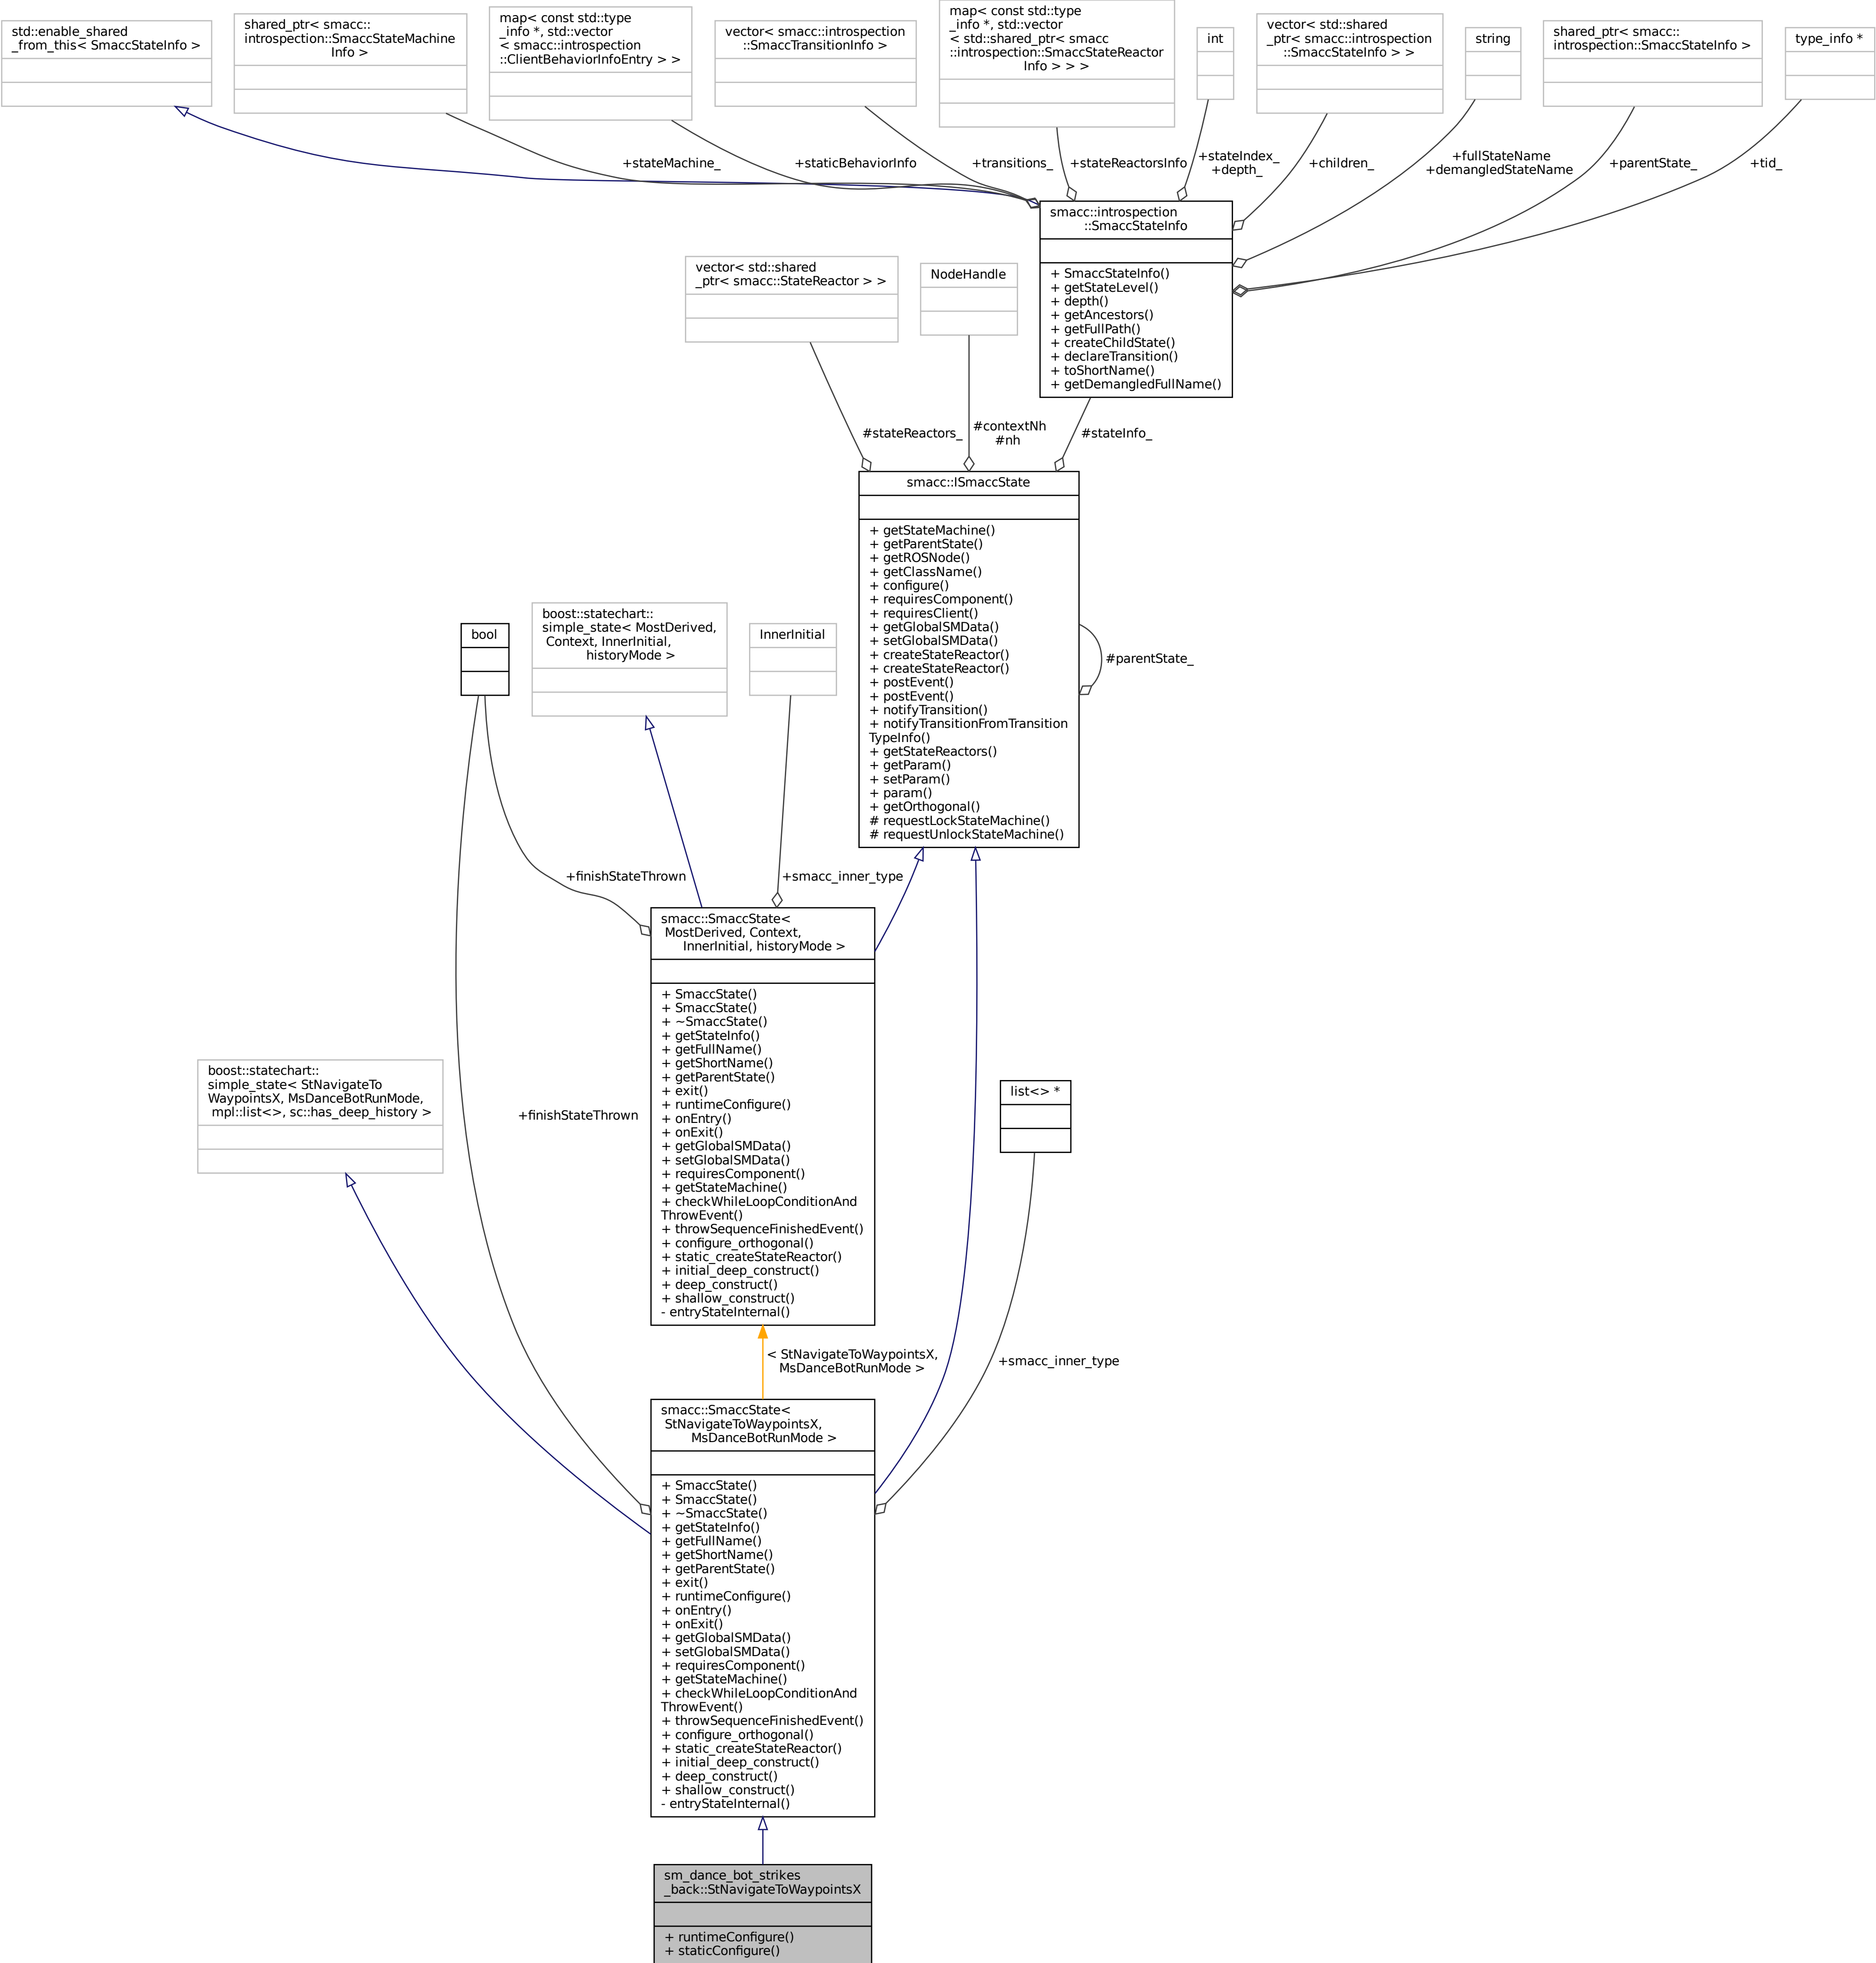 std::enable_shared
_from_this< SmaccStateInfo >
shared_ptr< smacc::
introspection::SmaccStateMachine
Info >
map< const std::type
_info *, std::vector
< smacc::introspection
::ClientBehaviorInfoEntry > >
vector< smacc::introspection
::SmaccTransitionInfo >
map< const std::type
_info *, std::vector
< std::shared_ptr< smacc
::introspection::SmaccStateReactor
Info > > >
int
vector< std::shared
_ptr< smacc::introspection
::SmaccStateInfo > >
string
shared_ptr< smacc::
introspection::SmaccStateInfo >
type_info *
+stateMachine_
+staticBehaviorInfo
+transitions_
+stateReactorsInfo
+stateIndex_
+depth_
+children_
+fullStateName
+demangledStateName
+parentState_
+tid_
smacc::introspection
::SmaccStateInfo
+ SmaccStateInfo()
+ getStateLevel()
+ depth()
+ getAncestors()
+ getFullPath()
+ createChildState()
+ declareTransition()
+ toShortName()
+ getDemangledFullName()
vector< std::shared
_ptr< smacc::StateReactor > >
NodeHandle
#stateReactors_
#contextNh
#nh
#stateInfo_
smacc::ISmaccState
+ getStateMachine()
+ getParentState()
+ getROSNode()
+ getClassName()
+ configure()
+ requiresComponent()
+ requiresClient()
+ getGlobalSMData()
+ setGlobalSMData()
+ createStateReactor()
+ createStateReactor()
+ postEvent()
+ postEvent()
+ notifyTransition()
+ notifyTransitionFromTransition
TypeInfo()
+ getStateReactors()
+ getParam()
+ setParam()
+ param()
+ getOrthogonal()
# requestLockStateMachine()
# requestUnlockStateMachine()
#parentState_
bool
boost::statechart::
simple_state< MostDerived,
Context, InnerInitial,
historyMode >
InnerInitial
+finishStateThrown
+smacc_inner_type
smacc::SmaccState<
MostDerived, Context,
InnerInitial, historyMode >
+ SmaccState()
+ SmaccState()
+ ~SmaccState()
+ getStateInfo()
+ getFullName()
+ getShortName()
+ getParentState()
+ exit()
+ runtimeConfigure()
+ onEntry()
+ onExit()
+ getGlobalSMData()
+ setGlobalSMData()
+ requiresComponent()
+ getStateMachine()
+ checkWhileLoopConditionAnd
ThrowEvent()
+ throwSequenceFinishedEvent()
+ configure_orthogonal()
+ static_createStateReactor()
+ initial_deep_construct()
+ deep_construct()
+ shallow_construct()
- entryStateInternal()
boost::statechart::
simple_state< StNavigateTo
WaypointsX, MsDanceBotRunMode,
mpl::list<>, sc::has_deep_history >
+finishStateThrown
list<> *
< StNavigateToWaypointsX,
MsDanceBotRunMode >
+smacc_inner_type
smacc::SmaccState<
StNavigateToWaypointsX,
MsDanceBotRunMode >
+ SmaccState()
+ SmaccState()
+ ~SmaccState()
+ getStateInfo()
+ getFullName()
+ getShortName()
+ getParentState()
+ exit()
+ runtimeConfigure()
+ onEntry()
+ onExit()
+ getGlobalSMData()
+ setGlobalSMData()
+ requiresComponent()
+ getStateMachine()
+ checkWhileLoopConditionAnd
ThrowEvent()
+ throwSequenceFinishedEvent()
+ configure_orthogonal()
+ static_createStateReactor()
+ initial_deep_construct()
+ deep_construct()
+ shallow_construct()
- entryStateInternal()
sm_dance_bot_strikes
_back::StNavigateToWaypointsX
+ runtimeConfigure()
+ staticConfigure()